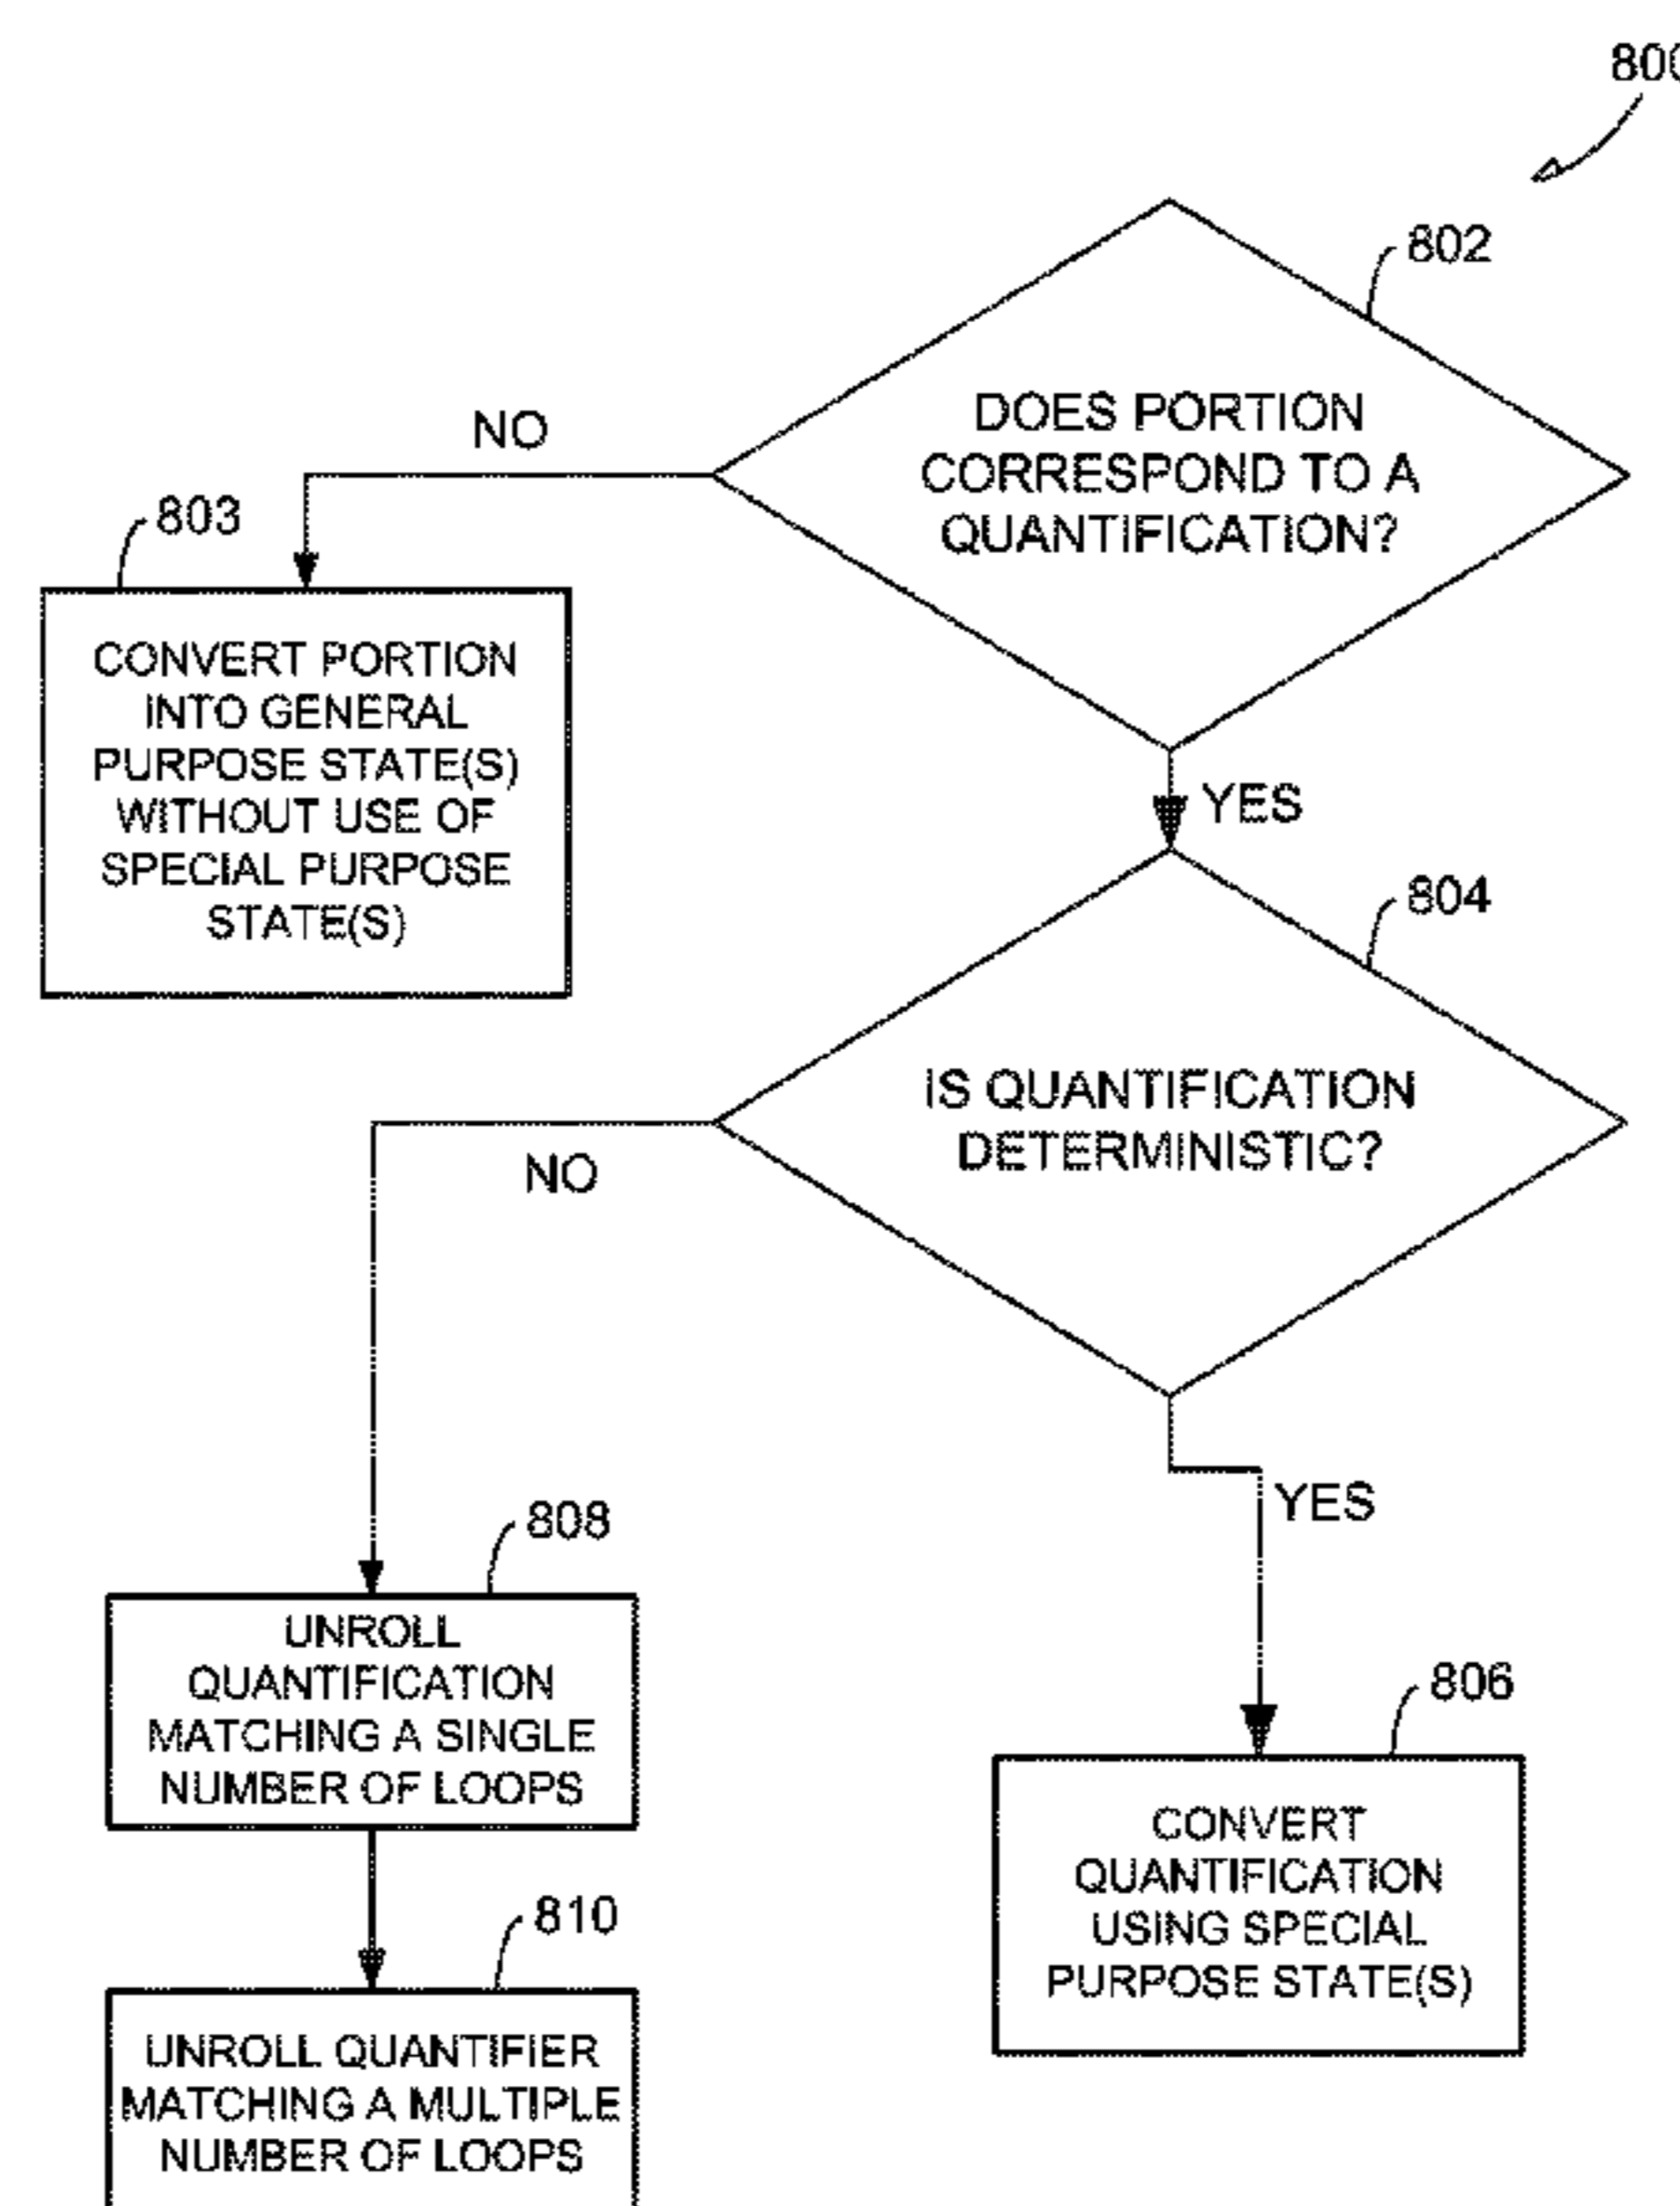 802
DOES PORTION
CORRESPOND TO A
QUANTIFICATION?
NO
803
CONVERT PORTION
INTO GENERAL
PURPOSE STATE(S)
WITHOUT USE OF
SPECIAL PURPOSE
STATE(S)
YES
804
IS QUANTIFICATION
DETERMINISTIC?
NO
YES
808
UNROLL
QUANTIFICATION
MATCHING A SINGLE
NUMBER OF LOOPS
806
CONVERT
QUANTIFICATION
USING SPECIAL
PURPOSE STATE(S)
810
UNROLL QUANTIFIER
MATCHING A MULTIPLE
NUMBER OF LOOPS